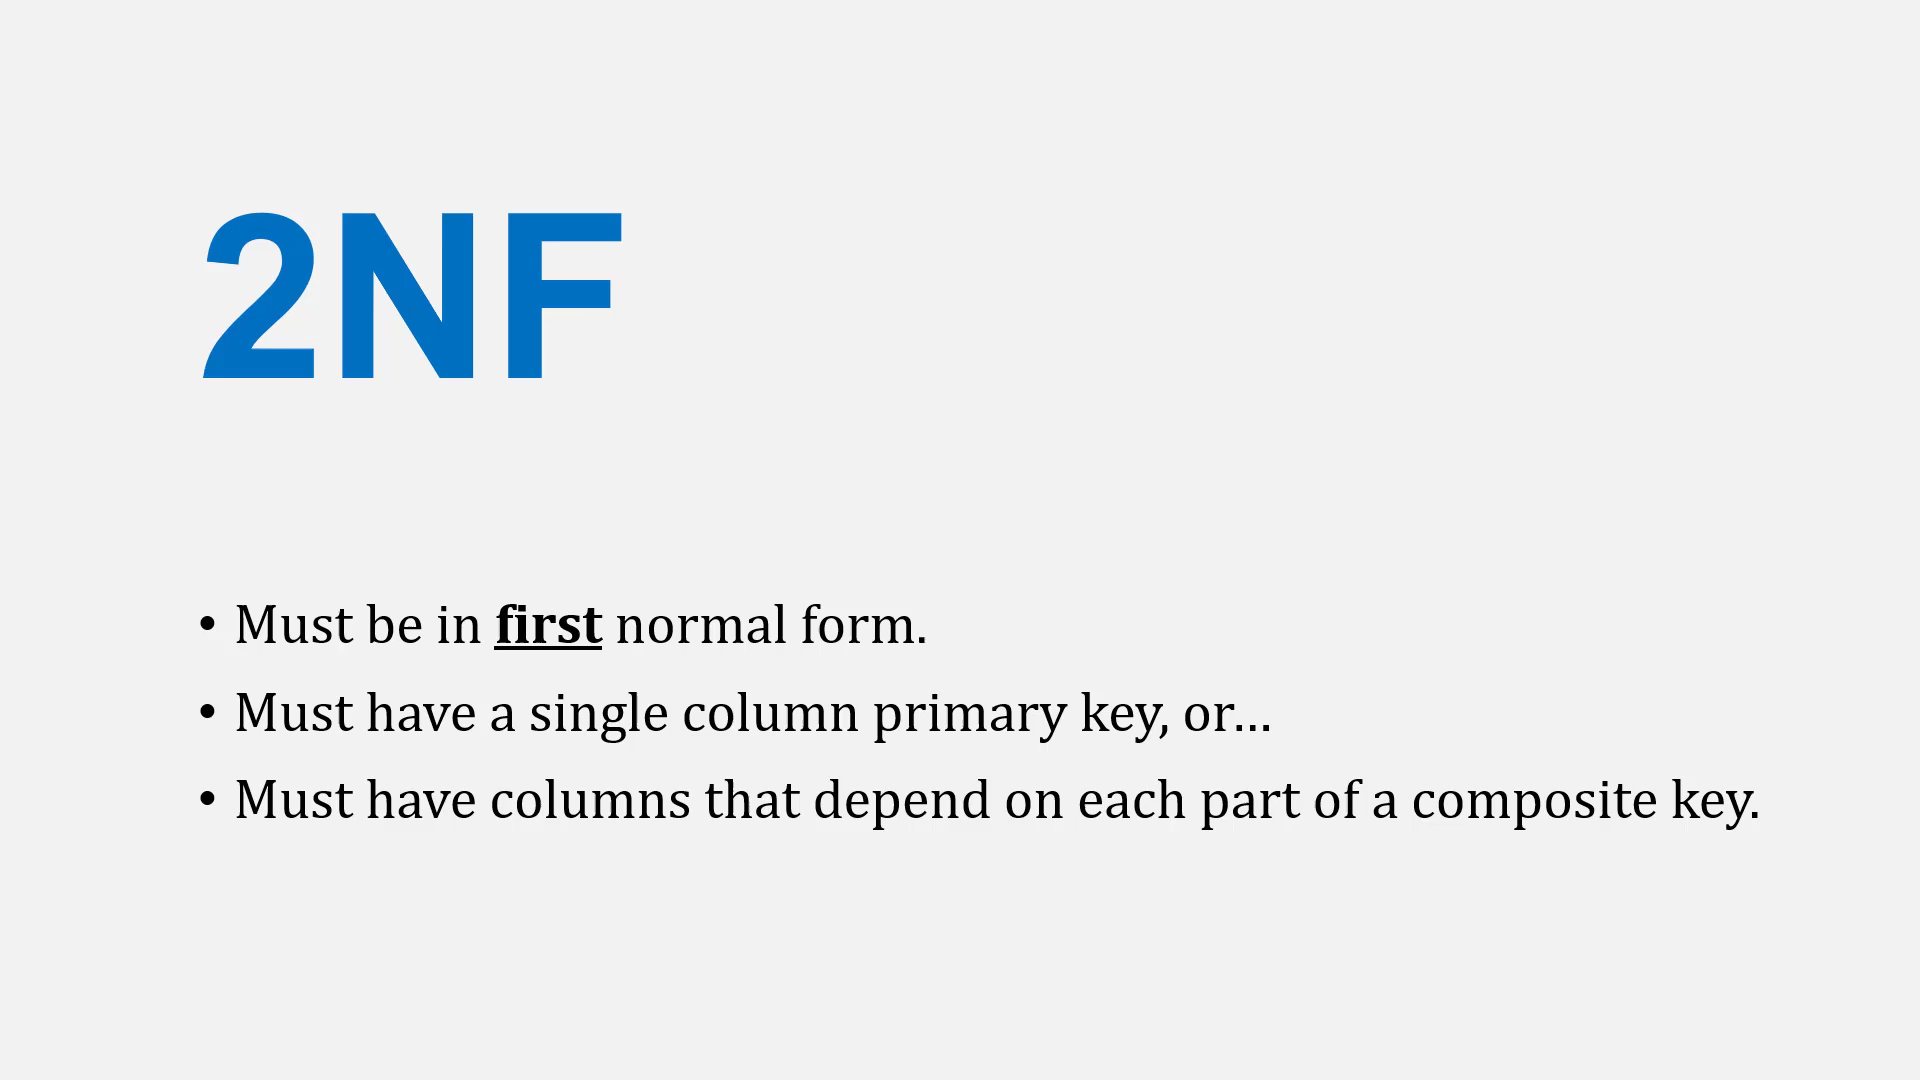 2NF
• Must be in first normal form.
• Must have a single column primary key, or...
• Must have columns that depend on each part of a composite key.